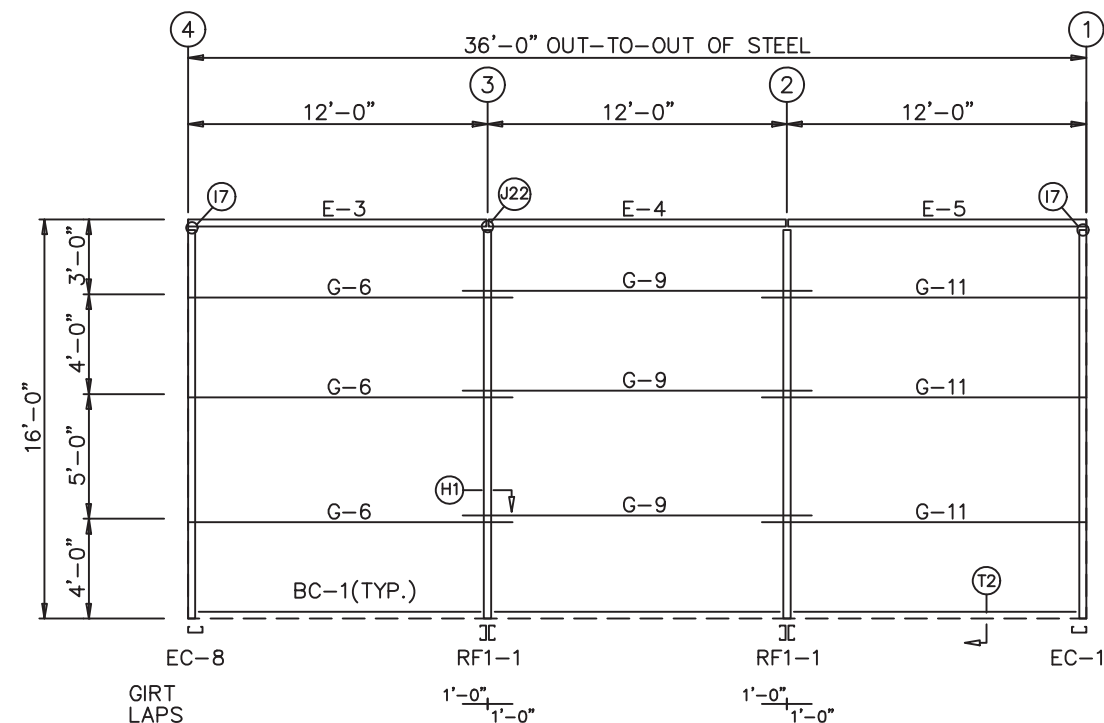 4
36'-0" OUT-TO-OUT OF STEEL
1
3
2
12'-0"
12'-0"
12'-0"
I7
E-3
J22
E-4
E-5
I7
3'-0"
G-6
G-9
G-11
4'-0"
16'-0"
G-6
G-9
G-11
5'-0"
H1
G-6
G-9
G-11
4'-0"
BC-1(TYP.)
T2
EC-8
RF1-1
RF1-1
EC-1
GIRT
LAPS
1'-0"
1'-0"
1'-0"
1'-0"